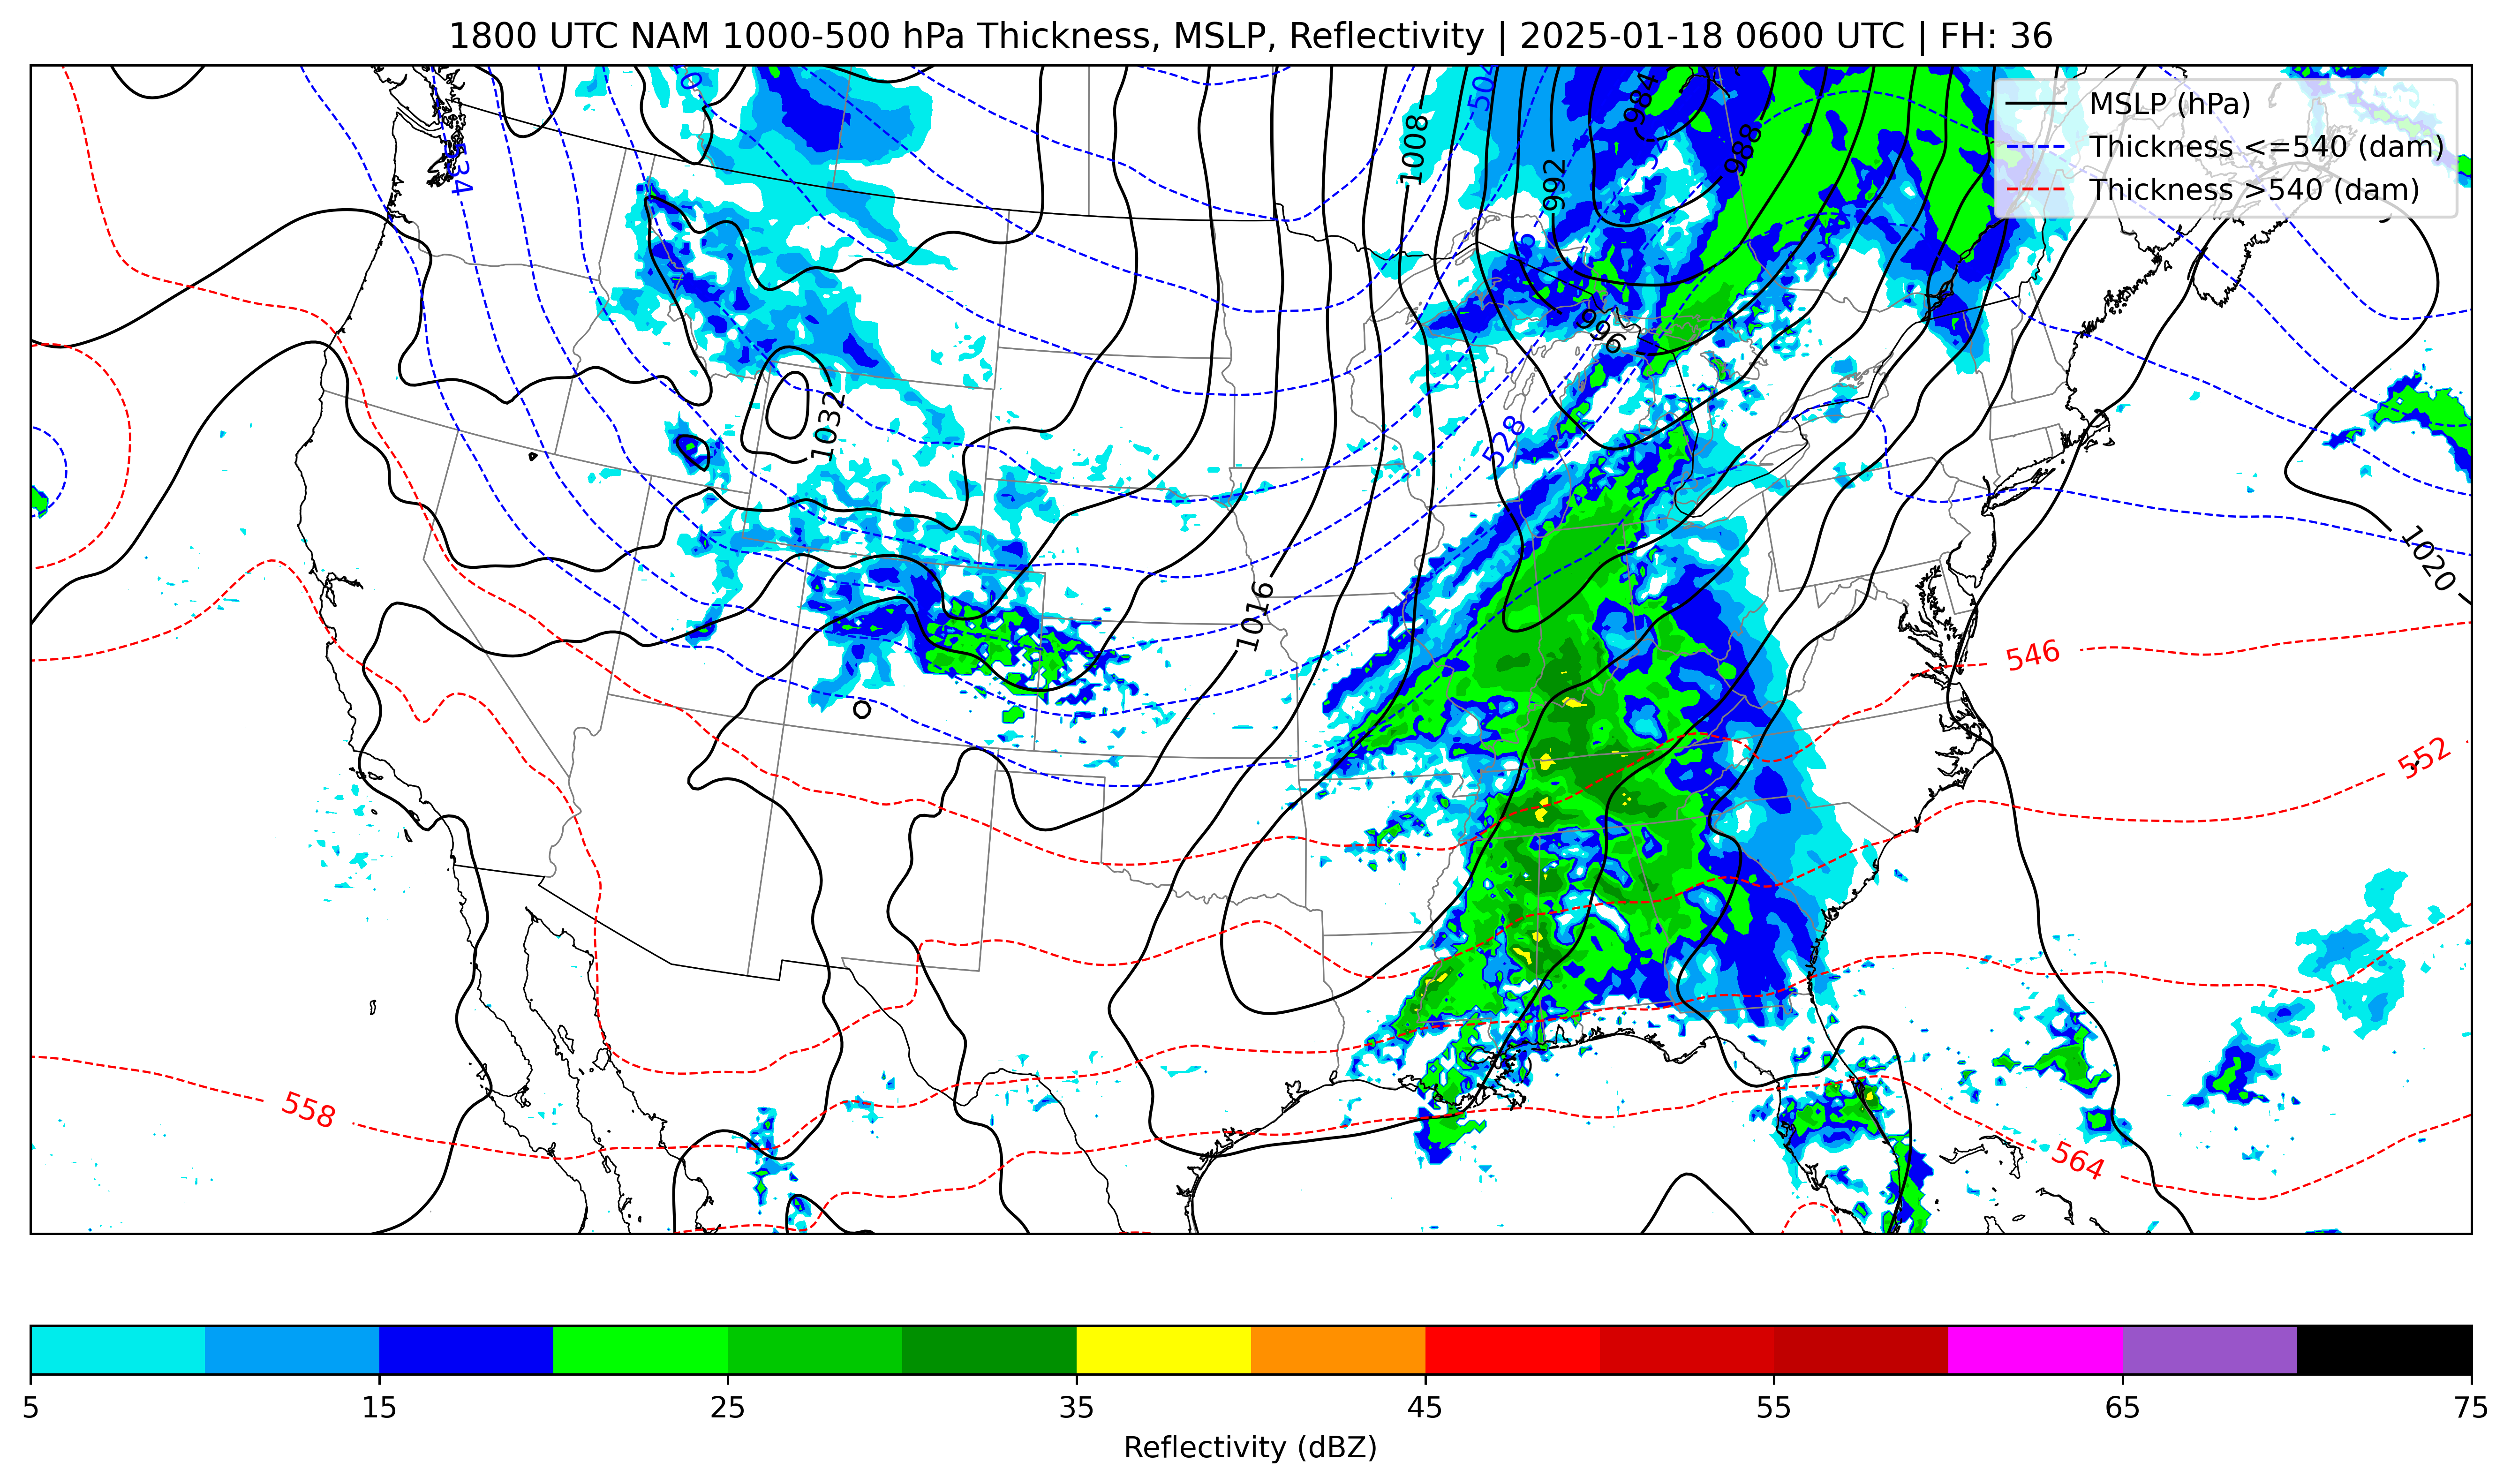 1800 UTC NAM 1000-500 hPa Thickness, MSLP, Reflectivity | 2025-01-18 0600 UTC | FH: 36
MSLP (hPa)
Thickness <=540 (dam)
Thickness >540 (dam)
984
988
992
996
1008
534
528
1032
1016
1020
546
552
558
564
5 15 25 35 45 55 65 75
Reflectivity (dBZ)